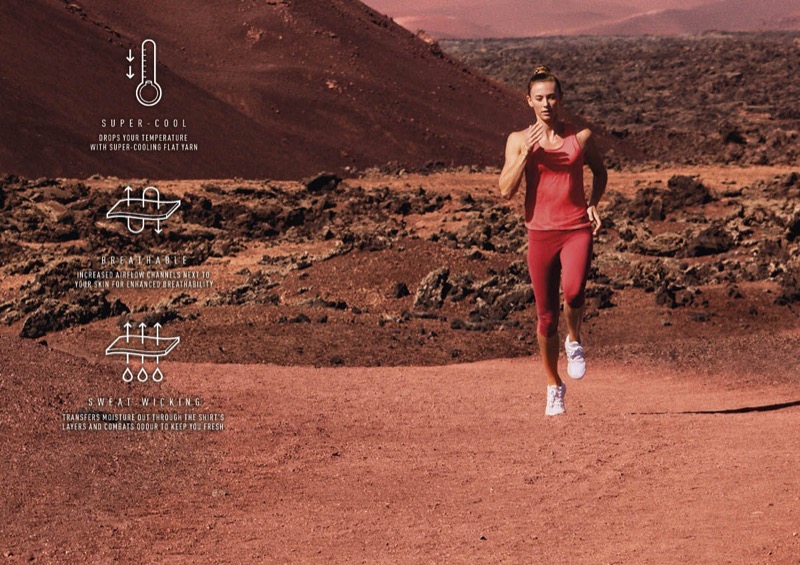 SUPER-COOL
DROPS YOUR TEMPERATURE
WITH SUPER-COOLING FLAT YARN
BREATHABLE
INCREASED AIRFLOW CHANNELS NEXT TO
YOUR SKIN FOR ENHANCED BREATHABILITY
SWEAT-WICKING
TRANSFERS MOISTURE OUT THROUGH THE SHIRT'S
LAYERS AND COMBATS ODOUR TO KEEP YOU FRESH